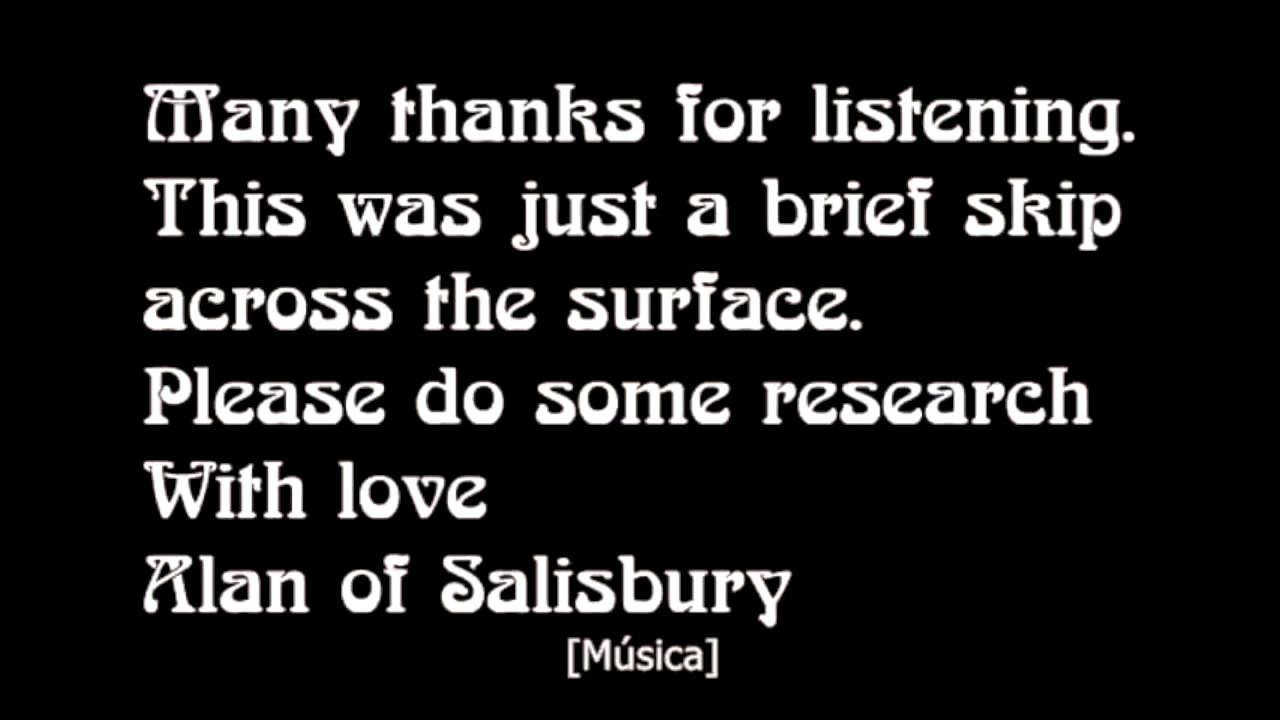 Many thanks for listening.
This was just a brief skip
across the surface.
Please do some research
With love
Alan of Salisbury
[Música]